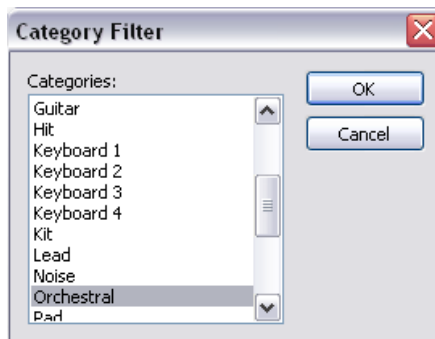 Category Filter
Categories:
Guitar
Hit
Keyboard 1
Keyboard 2
Keyboard 3
Keyboard 4
Kit
Lead
Noise
Orchestral
Pad
OK
Cancel